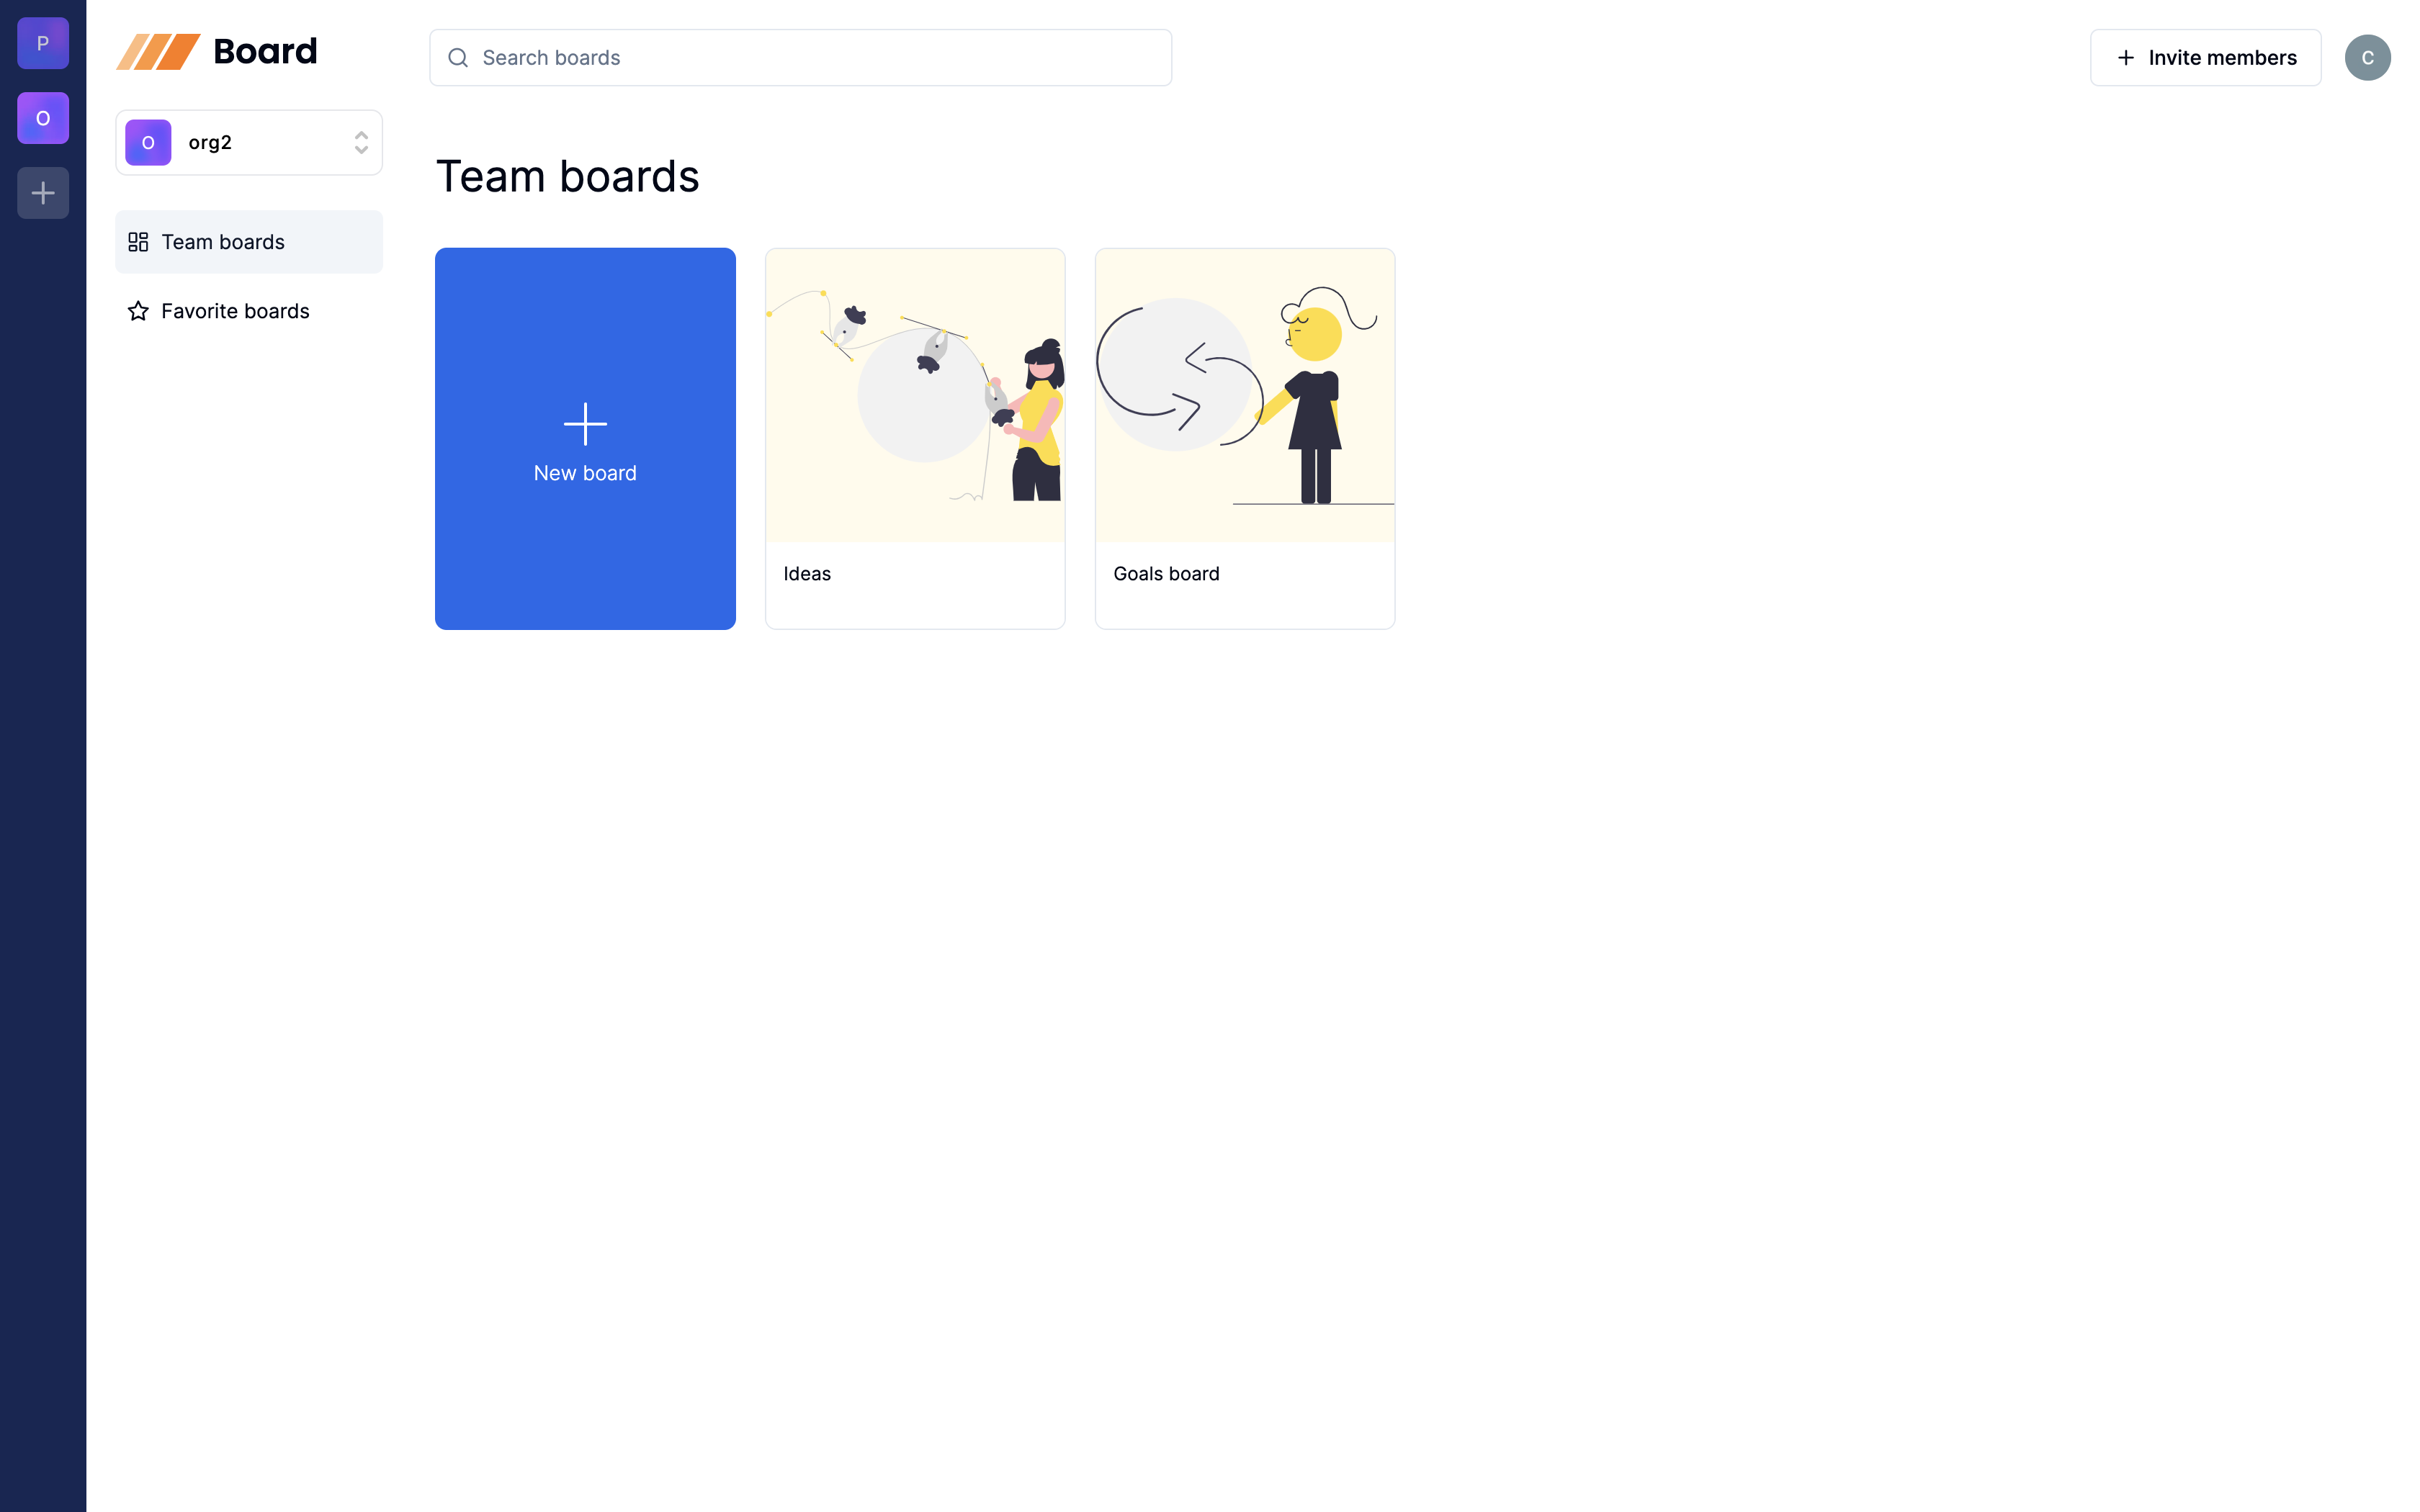 P
O
Board
O
org2
Team boards
Favorite boards
Search boards
Invite members
C
Team boards
New board
Ideas
Goals board